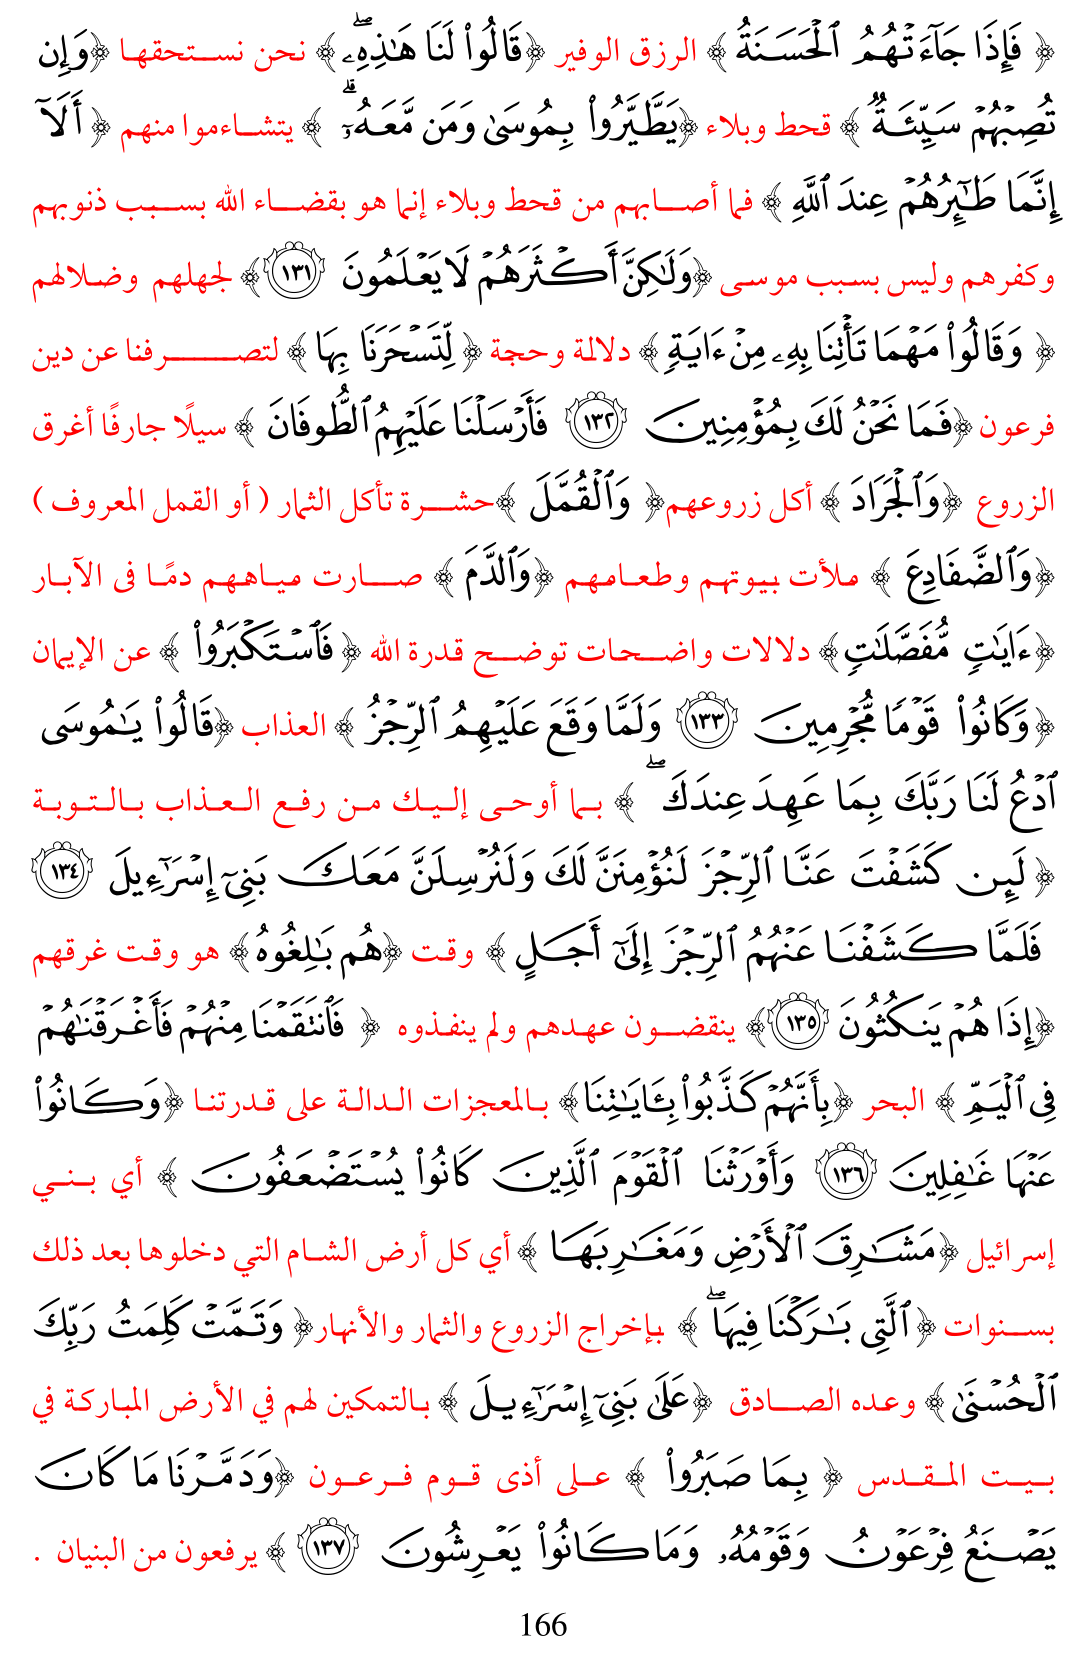 ﴿ فَإِذَا جَآءَتْهُمُ ٱلْحَسَنَةُ ﴾ الرزق الوفير ﴿ قَالُوا۟ لَنَا هَـٰذِهِۦ ۖ ﴾ نحن نستحقها ﴿ وَإِن
تُصِبْهُمْ سَيِّئَةٌ ﴾ قحط وبلاء ﴿ يَطَّيَّرُوا۟ بِمُوسَىٰ وَمَن مَّعَهُۥٓ ۗ ﴾ يتشاءموا منهم ﴿ أَلَآ
إِنَّمَا طَـٰٓئِرُهُمْ عِندَ ٱللَّهِ ﴾ فما أصابهم من قحط وبلاء إنما هو بقضاء الله بسبب ذنوبهم
وكفرهم وليس بسبب موسى ﴿ وَلَـٰكِنَّ أَكْثَرَهُمْ لَا يَعْلَمُونَ ١٣١ ﴾ لجهلهم وضلالهم
﴿ وَقَالُوا۟ مَهْمَا تَأْتِنَا بِهِۦ مِنْ ءَايَةٍ ﴾ دلالة وحجة ﴿ لِّتَسْحَرَنَا بِهَا ﴾ لتصرفنا عن دين
فرعون ﴿ فَمَا نَحْنُ لَكَ بِمُؤْمِنِينَ ١٣٢ فَأَرْسَلْنَا عَلَيْهِمُ ٱلطُّوفَانَ ﴾ سيلًا جارفًا أغرق
الزروع ﴿ وَٱلْجَرَادَ ﴾ أكل زروعهم ﴿ وَٱلْقُمَّلَ ﴾ حشرة تأكل الثمار ( أو القمل المعروف )
﴿ وَٱلضَّفَادِعَ ﴾ ملأت بيوتهم وطعامهم ﴿ وَٱلدَّمَ ﴾ صارت مياههم دمًا فى الآبار
﴿ ءَايَـٰتٍ مُّفَصَّلَـٰتٍ ﴾ دلالات واضحات توضح قدرة الله ﴿ فَٱسْتَكْبَرُوا۟ ﴾ عن الإيمان
﴿ وَكَانُوا۟ قَوْمًا مُّجْرِمِينَ ١٣٣ وَلَمَّا وَقَعَ عَلَيْهِمُ ٱلرِّجْزُ ﴾ العذاب ﴿ قَالُوا۟ يَـٰمُوسَى
ٱدْعُ لَنَا رَبَّكَ بِمَا عَهِدَ عِندَكَ ۖ ﴾ بما أوحى إليك من رفع العذاب بالتوبة
﴿ لَئِن كَشَفْتَ عَنَّا ٱلرِّجْزَ لَنُؤْمِنَنَّ لَكَ وَلَنُرْسِلَنَّ مَعَكَ بَنِىٓ إِسْرَٰٓءِيلَ ١٣٤
فَلَمَّا كَشَفْنَا عَنْهُمُ ٱلرِّجْزَ إِلَىٰٓ أَجَلٍ ﴾ وقت ﴿ هُم بَـٰلِغُوهُ ﴾ هو وقت غرقهم
﴿ إِذَا هُمْ يَنكُثُونَ ١٣٥ ﴾ ينقضون عهدهم ولم ينفذوه ﴿ فَٱنتَقَمْنَا مِنْهُمْ فَأَغْرَقْنَـٰهُمْ
فِى ٱلْيَمِّ ﴾ البحر ﴿ بِأَنَّهُمْ كَذَّبُوا۟ بِـَٔايَـٰتِنَا ﴾ بالمعجزات الدالة على قدرتنا ﴿ وَكَانُوا۟
عَنْهَا غَـٰفِلِينَ ١٣٦ وَأَوْرَثْنَا ٱلْقَوْمَ ٱلَّذِينَ كَانُوا۟ يُسْتَضْعَفُونَ ﴾ أي بني
إسرائيل ﴿ مَشَـٰرِقَ ٱلْأَرْضِ وَمَغَـٰرِبَهَا ﴾ أي كل أرض الشام التي دخلوها بعد ذلك
بسنوات ﴿ ٱلَّتِى بَـٰرَكْنَا فِيهَا ۖ ﴾ بإخراج الزروع والثمار والأنهار ﴿ وَتَمَّتْ كَلِمَتُ رَبِّكَ
ٱلْحُسْنَىٰ ﴾ وعده الصادق ﴿ عَلَىٰ بَنِىٓ إِسْرَٰٓءِيلَ ﴾ بالتمكين لهم في الأرض المباركة في
بيت المقدس ﴿ بِمَا صَبَرُوا۟ ﴾ على أذى قوم فرعون ﴿ وَدَمَّرْنَا مَا كَانَ
يَصْنَعُ فِرْعَوْنُ وَقَوْمُهُۥ وَمَا كَانُوا۟ يَعْرِشُونَ ١٣٧ ﴾ يرفعون من البنيان .
166